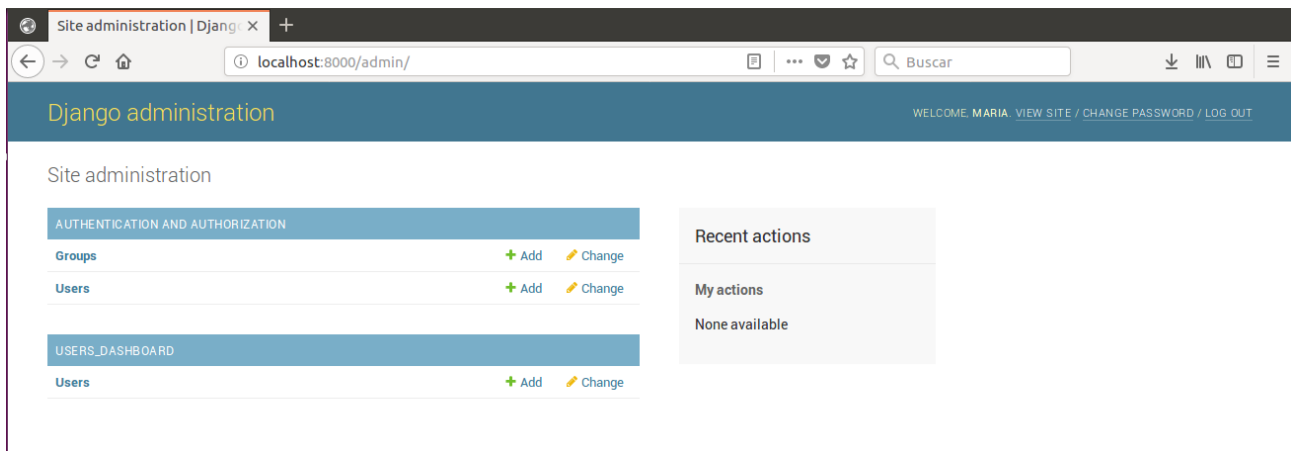 Site administration | Djang
localhost:8000/admin/
Buscar
Django administration
WELCOME, MARIA. VIEW SITE / CHANGE PASSWORD / LOG OUT
Site administration
AUTHENTICATION AND AUTHORIZATION
Groups Add Change
Users Add Change
USERS_DASHBOARD
Users Add Change
Recent actions
My actions
None available